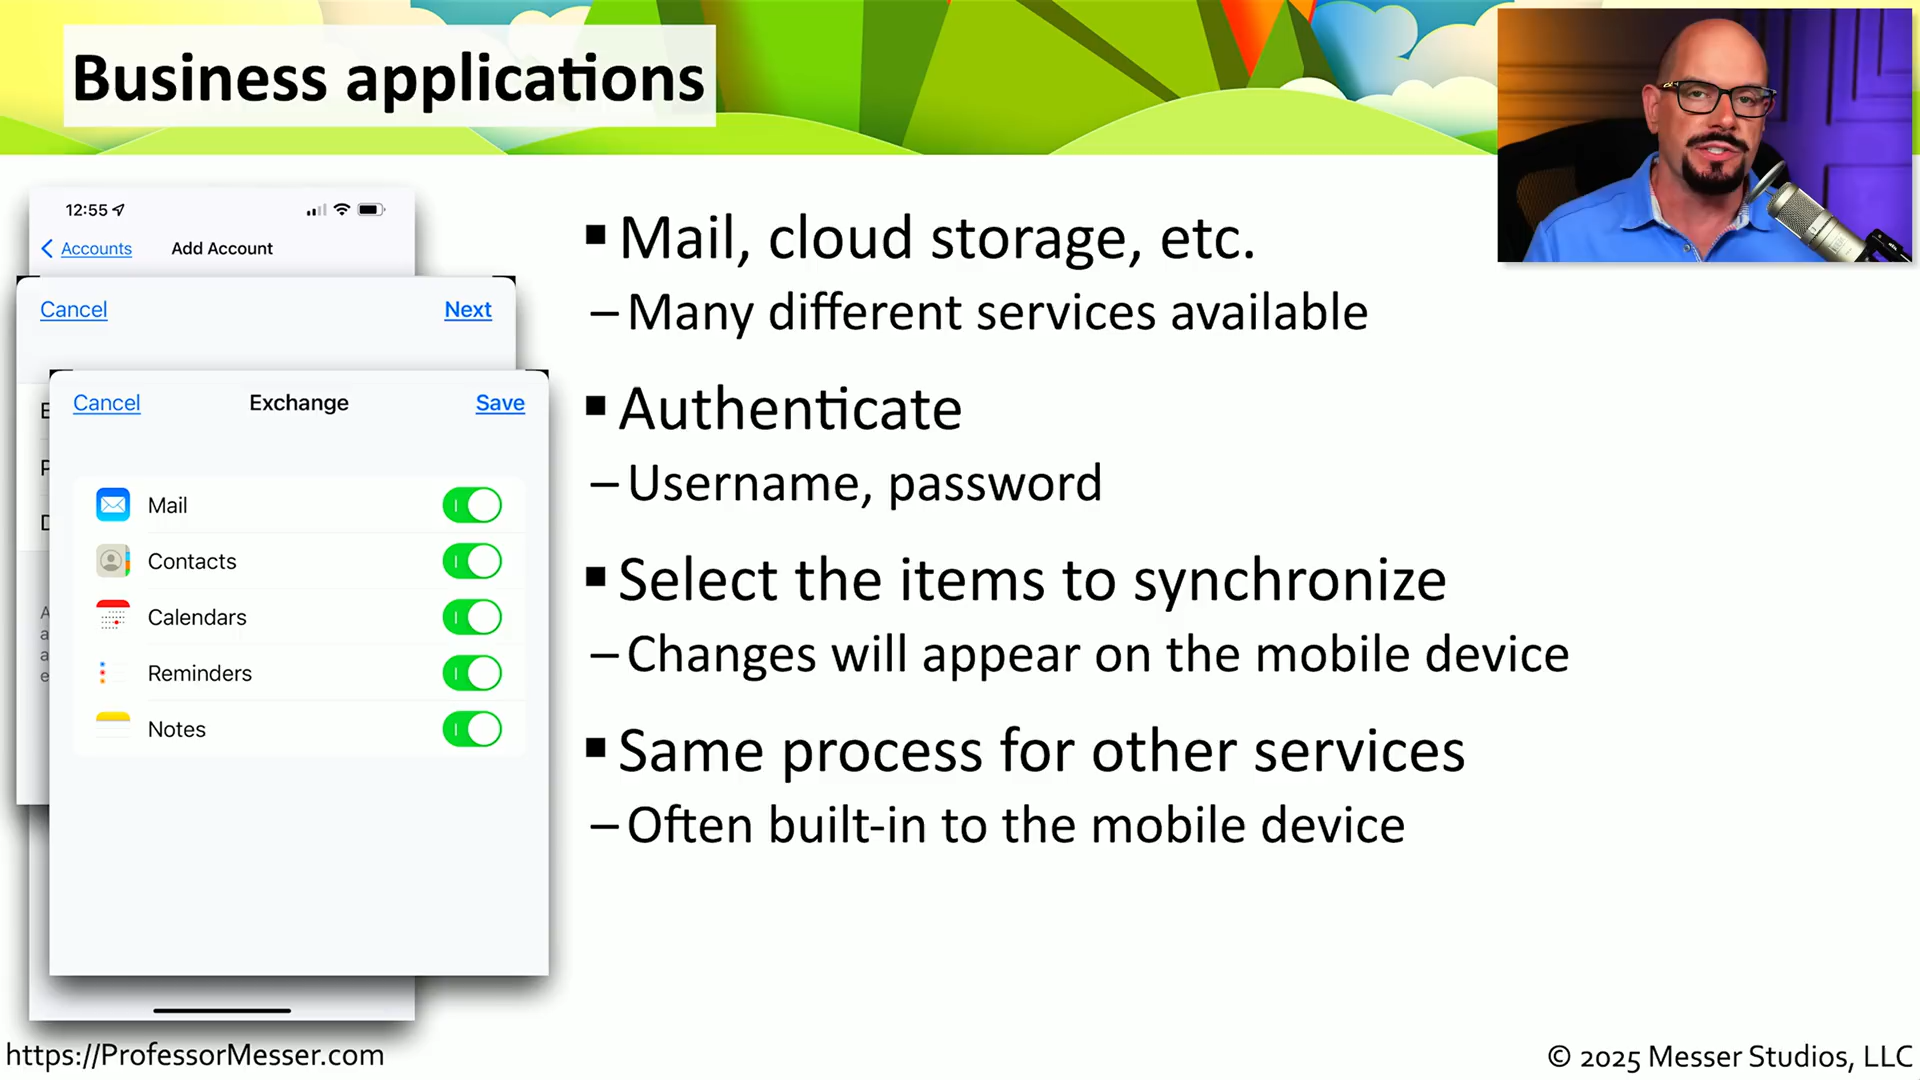 Business applications
12:55
Accounts
Add Account
Cancel
Next
Cancel
Exchange
Save
Mail
Contacts
Calendars
Reminders
Notes
▪ Mail, cloud storage, etc.
– Many different services available
▪ Authenticate
– Username, password
▪ Select the items to synchronize
– Changes will appear on the mobile device
▪ Same process for other services
– Often built-in to the mobile device
https://ProfessorMesser.com
© 2025 Messer Studios, LLC